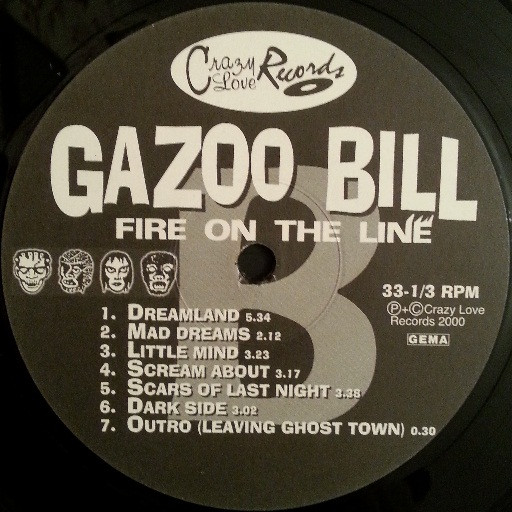 Crazy Love Records
GAZOO BILL
FIRE ON THE LINE
B
33-1/3 RPM
Ⓟ+©Crazy Love
Records 2000
GEMA
1. DREAMLAND 5.34
2. MAD DREAMS 2.12
3. LITTLE MIND 3.23
4. SCREAM ABOUT 3.17
5. SCARS OF LAST NIGHT 3.38
6. DARK SIDE 3.02
7. OUTRO (LEAVING GHOST TOWN) 0.30